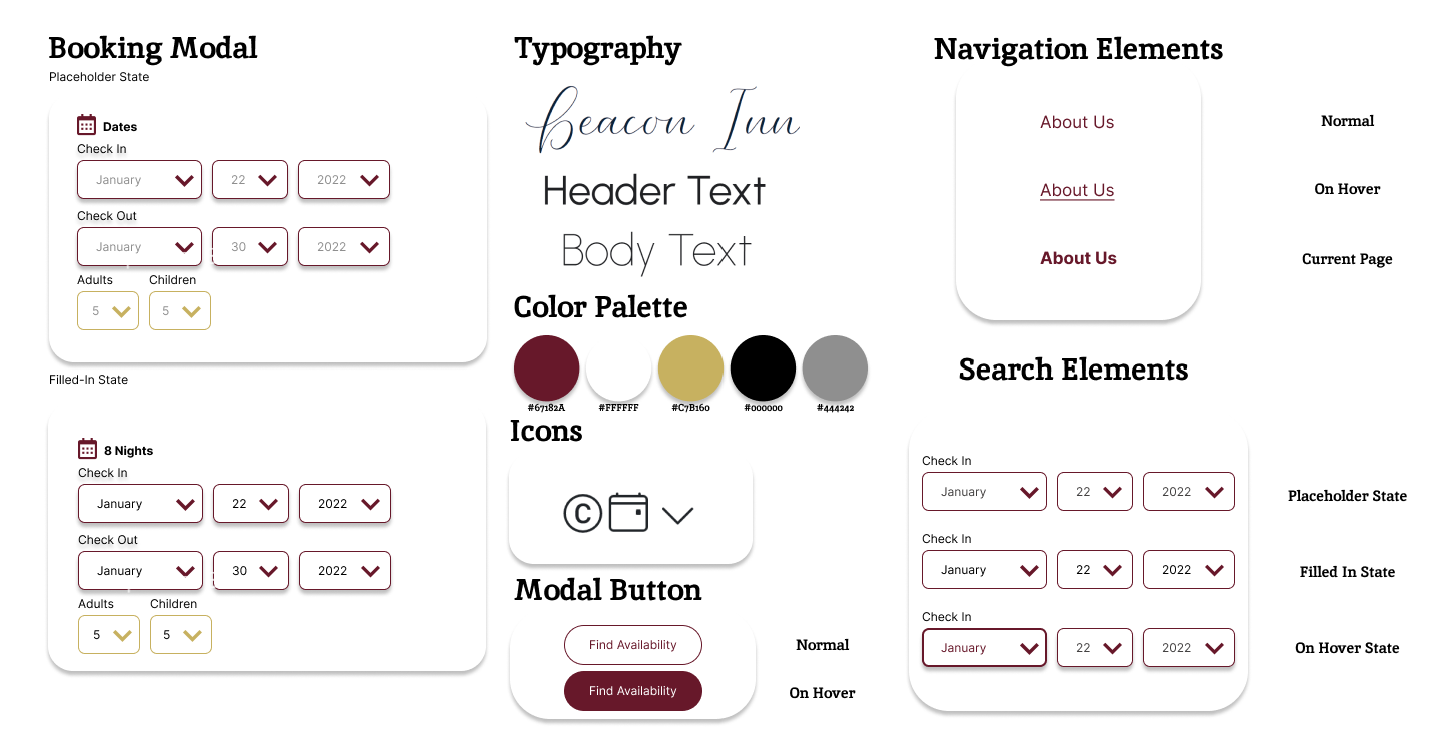 Booking Modal
Placeholder State
Dates
Check In
January 22 2022
Check Out
January 30 2022
Adults Children
5 5
Filled-In State
8 Nights
Check In
January 22 2022
Check Out
January 30 2022
Adults Children
5 5
Typography
Beacon Inn
Header Text
Body Text
Color Palette
#67182A #FFFFFF #C7B160 #000000 #444242
Icons
C
Modal Button
Find Availability Normal
Find Availability On Hover
Navigation Elements
About Us Normal
About Us On Hover
About Us Current Page
Search Elements
Check In
January 22 2022 Placeholder State
Check In
January 22 2022 Filled In State
Check In
January 22 2022 On Hover State